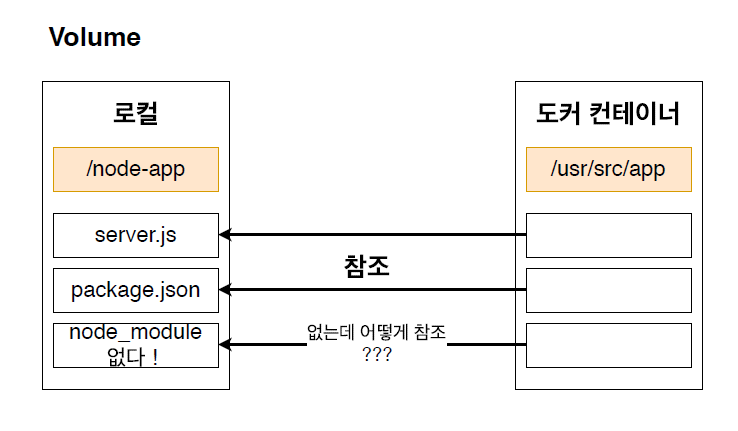 Volume
로컬
도커 컨테이너
/node-app
/usr/src/app
server.js
참조
package.json
node_module
없다 !
없는데 어떻게 참조
???